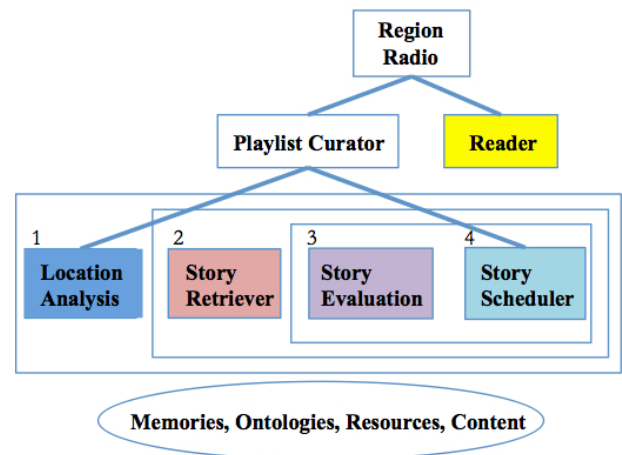 Region
Radio
Playlist Curator
Reader
1
2
3
4
Location
Analysis
Story
Retriever
Story
Evaluation
Story
Scheduler
Memories, Ontologies, Resources, Content